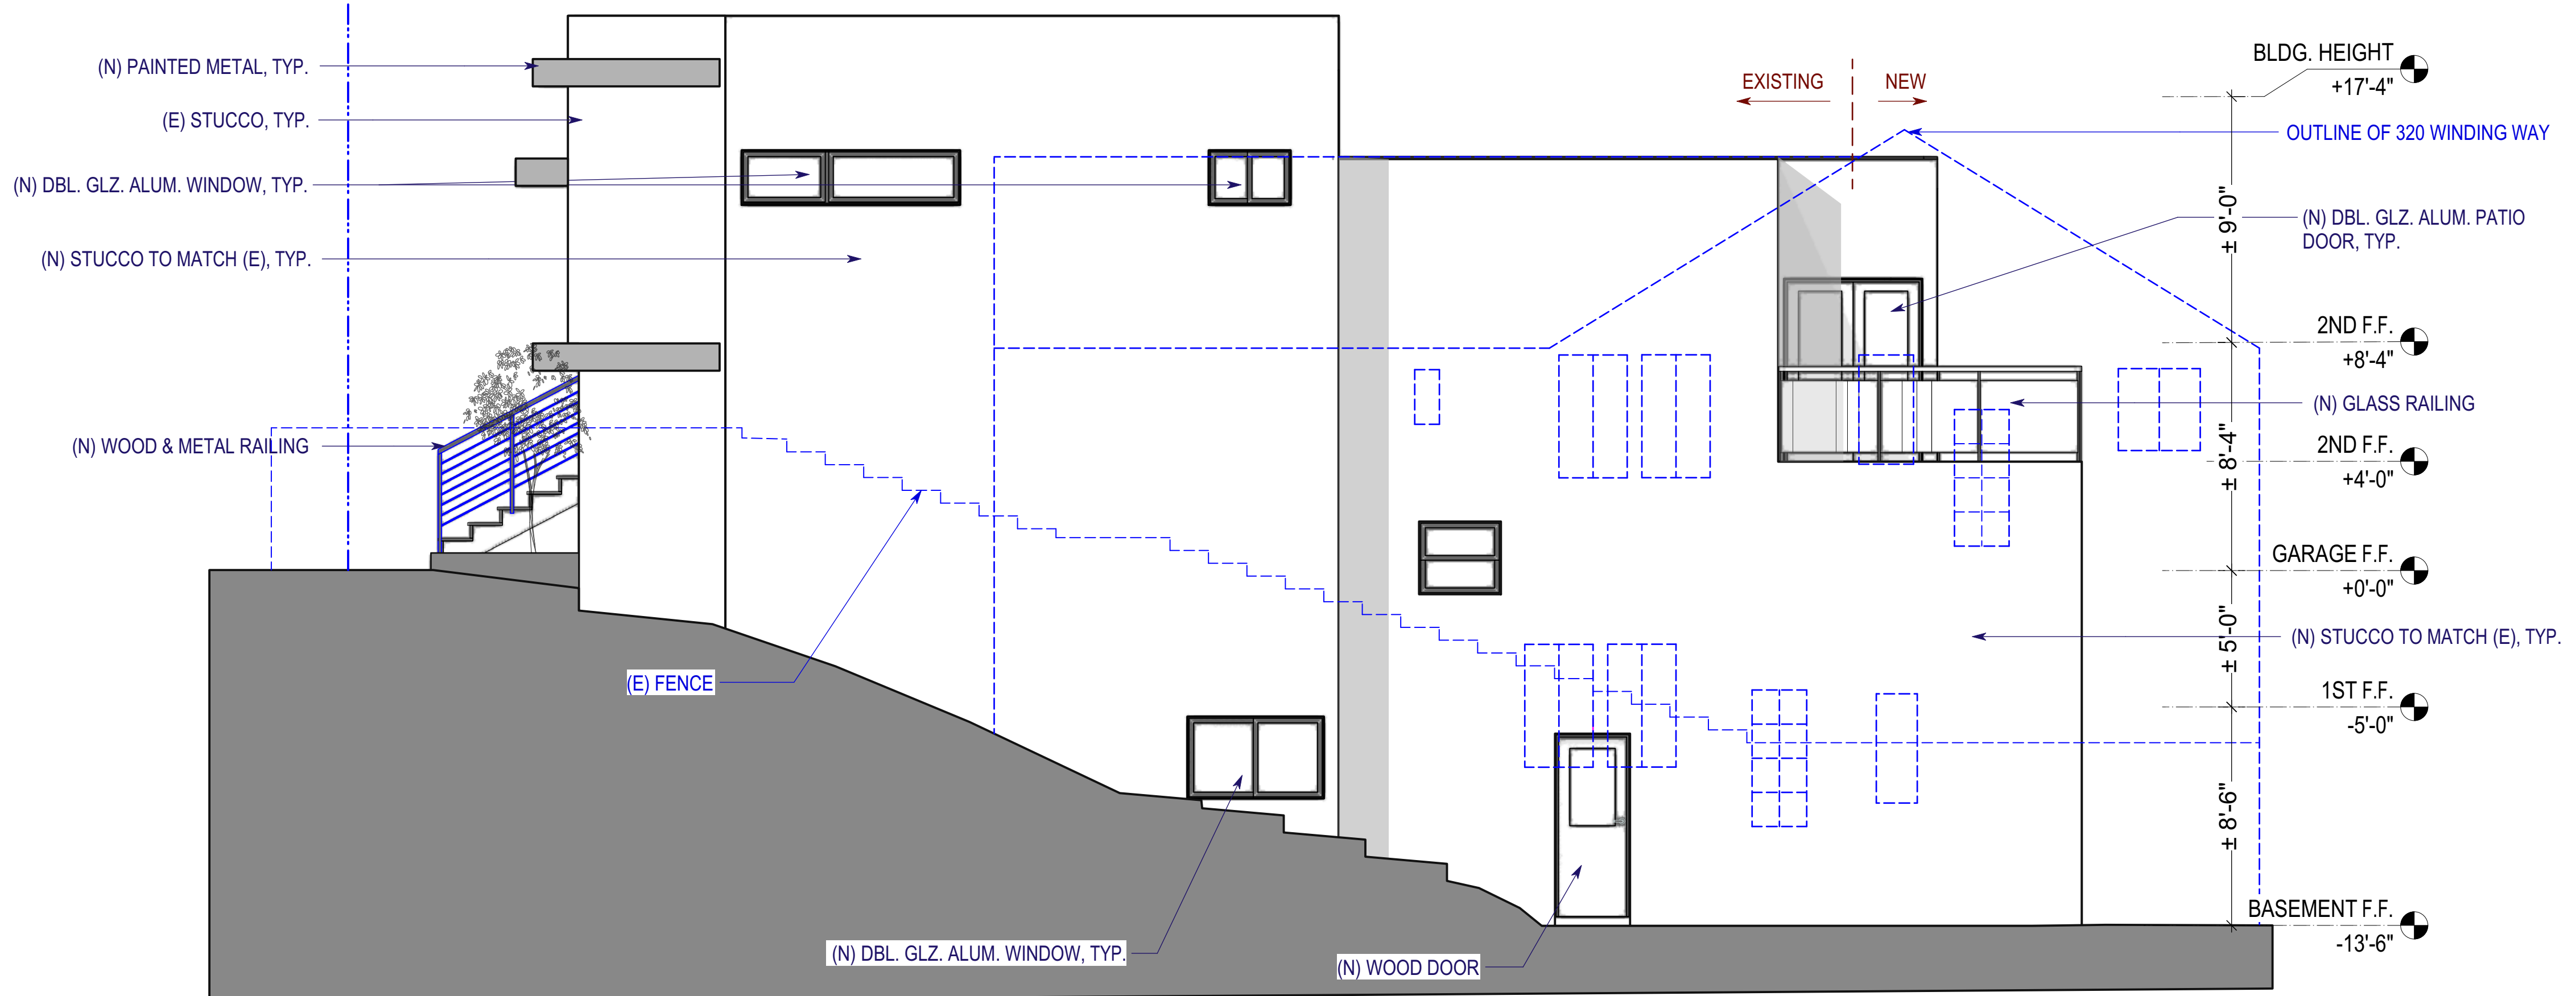 (N) PAINTED METAL, TYP.
(E) STUCCO, TYP.
(N) DBL. GLZ. ALUM. WINDOW, TYP.
(N) STUCCO TO MATCH (E), TYP.
(N) WOOD & METAL RAILING
(E) FENCE
(N) DBL. GLZ. ALUM. WINDOW, TYP.
(N) WOOD DOOR
EXISTING
NEW
BLDG. HEIGHT
+17'-4"
OUTLINE OF 320 WINDING WAY
± 9'-0"
(N) DBL. GLZ. ALUM. PATIO
DOOR, TYP.
2ND F.F.
+8'-4"
(N) GLASS RAILING
± 8'-4"
2ND F.F.
+4'-0"
GARAGE F.F.
+0'-0"
± 5'-0"
(N) STUCCO TO MATCH (E), TYP.
1ST F.F.
-5'-0"
± 8'-6"
BASEMENT F.F.
-13'-6"